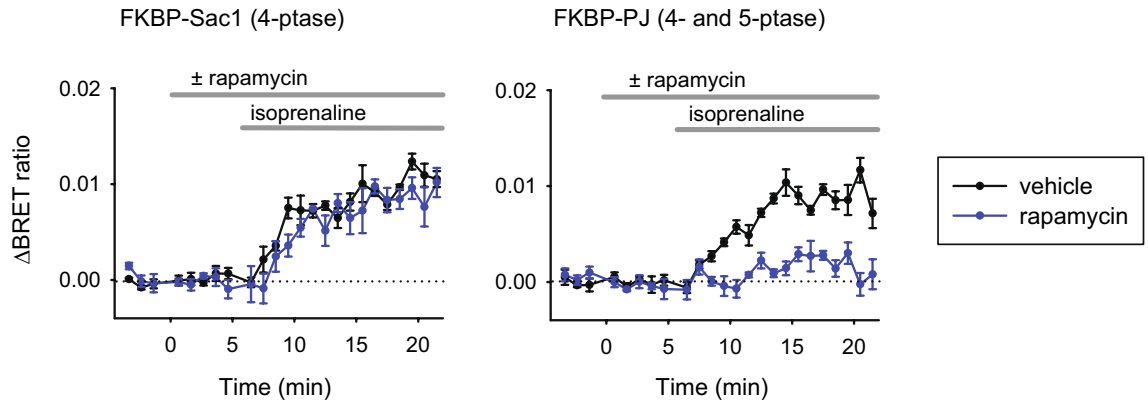 FKBP-Sac1 (4-ptase)
± rapamycin
isoprenaline
0.02
0.01
0.00
ΔBRET ratio
0 5 10 15 20
Time (min)
FKBP-PJ (4- and 5-ptase)
± rapamycin
isoprenaline
0.02
0.01
0.00
0 5 10 15 20
Time (min)
vehicle
rapamycin